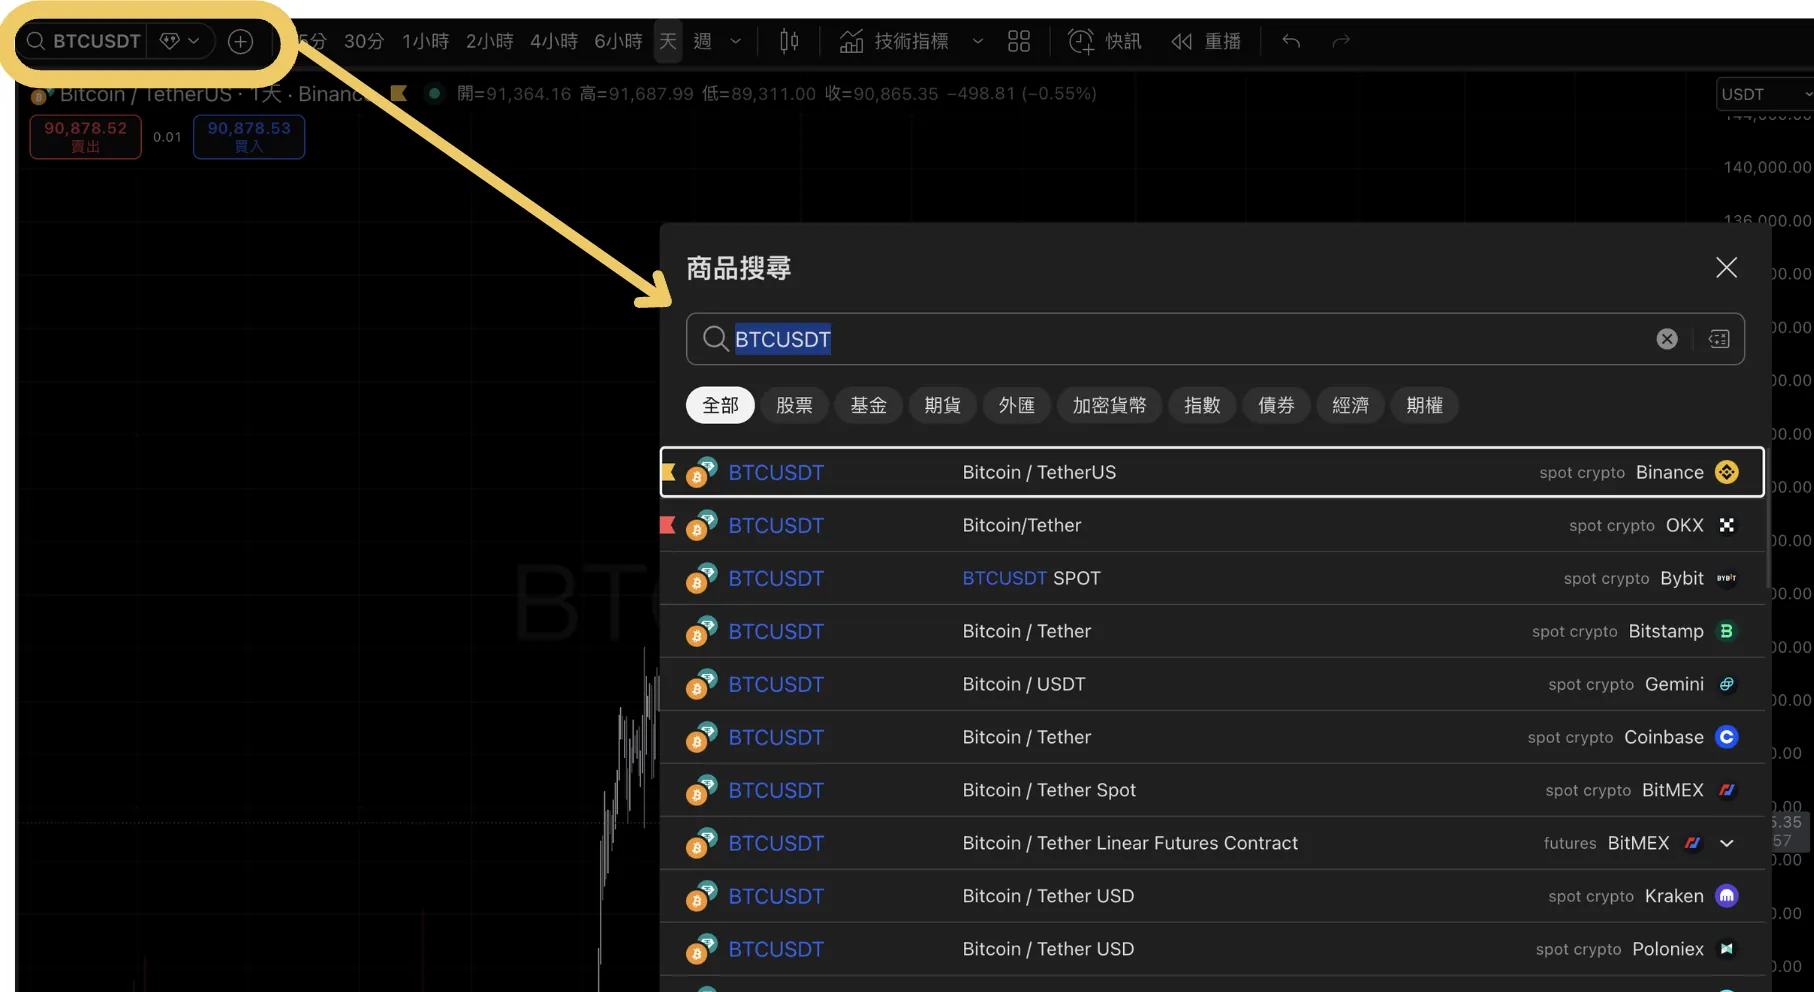 BTCUSDT 分 30分 1小時 2小時 4小時 6小時 天 週 技術指標 快訊 重播
Bitcoin / TetherUS · 1天 · Binance 開=91,364.16 高=91,687.99 低=89,311.00 收=90,865.35 −498.81 (−0.55%)
USDT
90,878.52 0.01 90,878.53
賣出 買入
140,000.00
136,000.00
商品搜尋
BTCUSDT
全部 股票 基金 期貨 外匯 加密貨幣 指數 債券 經濟 期權
BTCUSDT Bitcoin / TetherUS spot crypto Binance
BTCUSDT Bitcoin/Tether spot crypto OKX
BTCUSDT BTCUSDT SPOT spot crypto Bybit
BTCUSDT Bitcoin / Tether spot crypto Bitstamp
BTCUSDT Bitcoin / USDT spot crypto Gemini
BTCUSDT Bitcoin / Tether spot crypto Coinbase
BTCUSDT Bitcoin / Tether Spot spot crypto BitMEX
BTCUSDT Bitcoin / Tether Linear Futures Contract futures BitMEX
BTCUSDT Bitcoin / Tether USD spot crypto Kraken
BTCUSDT Bitcoin / Tether USD spot crypto Poloniex